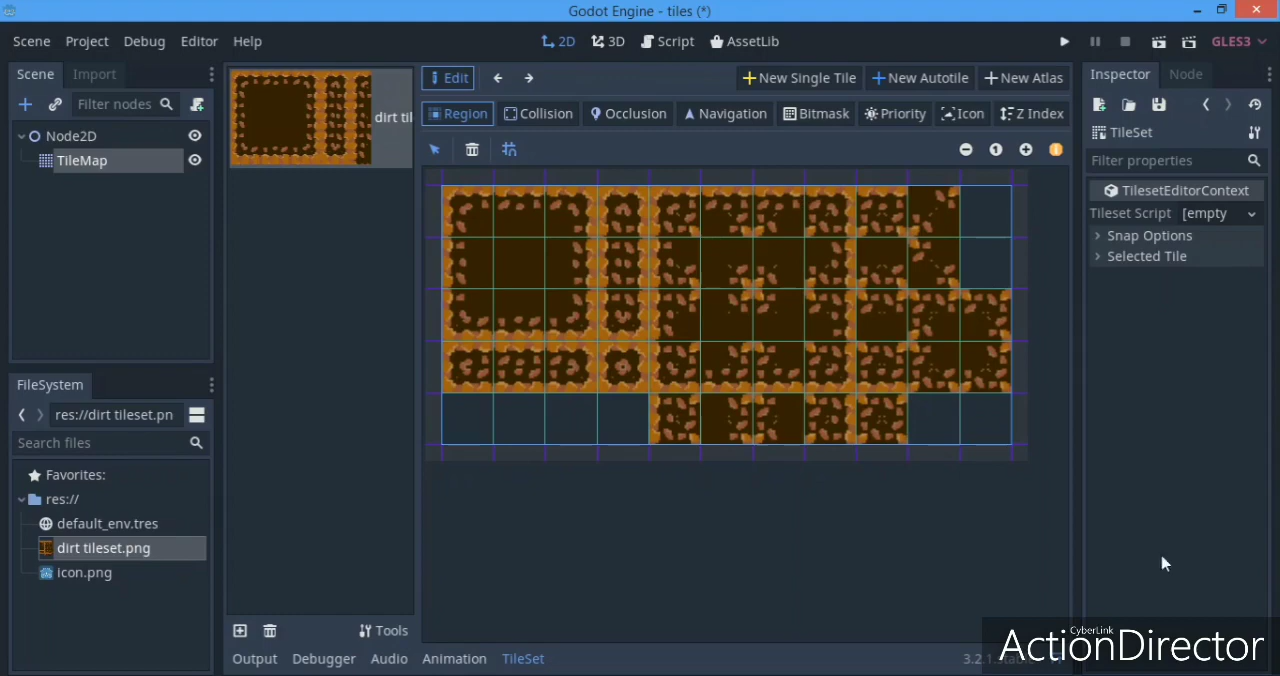 Godot Engine - tiles (*)
Scene Project Debug Editor Help
2D 3D Script AssetLib
GLES3
Scene Import
Filter nodes
Node2D
TileMap
FileSystem
res://dirt tileset.pn
Search files
Favorites:
res://
default_env.tres
dirt tileset.png
icon.png
dirt til
Tools
Edit
New Single Tile New Autotile New Atlas
Region Collision Occlusion Navigation Bitmask Priority Icon Z Index
1
Output Debugger Audio Animation TileSet
Inspector Node
TileSet
Filter properties
TilesetEditorContext
Tileset Script [empty
Snap Options
Selected Tile
CyberLink
ActionDirector